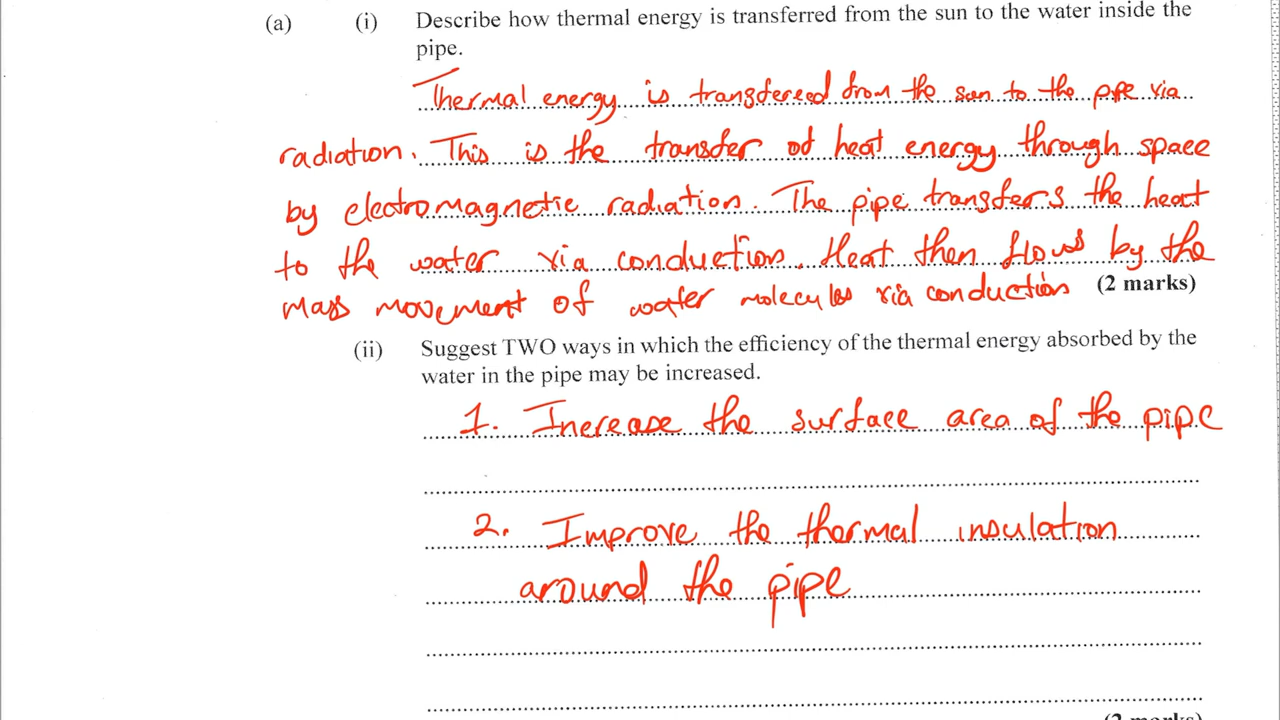 (a) (i) Describe how thermal energy is transferred from the sun to the water inside the
pipe.
Thermal energy is transfereed from the sun to the pipe via
radiation. This is the transfer of heat energy through space
by electromagnetic radiation. The pipe transfers the heat
to the water via conduction. Heat then flows by the
mass movement of water molecules via conduction (2 marks)
(ii) Suggest TWO ways in which the efficiency of the thermal energy absorbed by the
water in the pipe may be increased.
1. Increase the surface area of the pipe
2. Improve the thermal insulation
around the pipe
(2 marks)